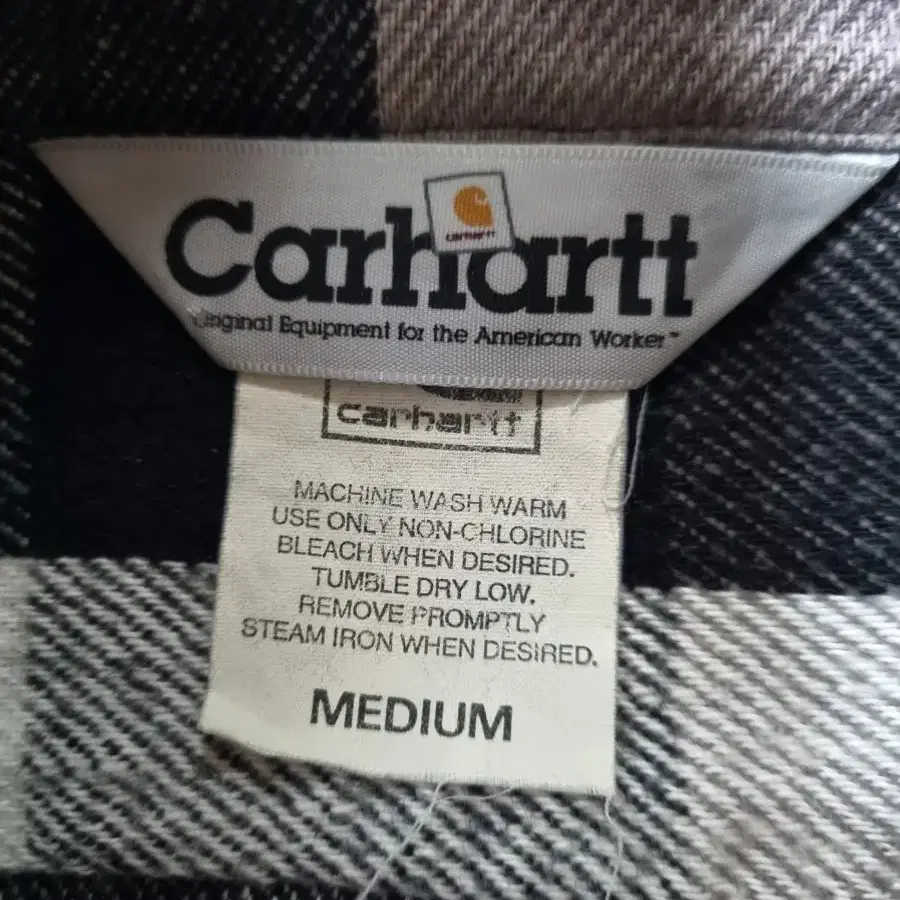 Carhartt
carhartt
Original Equipment for the American Worker™
carhartt
MACHINE WASH WARM
USE ONLY NON-CHLORINE
BLEACH WHEN DESIRED.
TUMBLE DRY LOW.
REMOVE PROMPTLY
STEAM IRON WHEN DESIRED.
MEDIUM